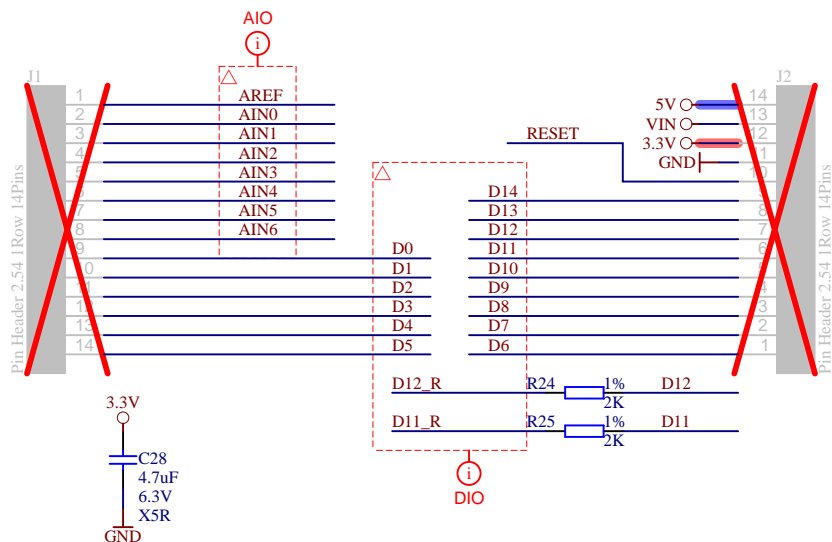 AIO
i
J1
J2
1 AREF
2 AIN0
3 AIN1
4 AIN2
5 AIN3
AIN4
7 AIN5
8 AIN6
9 D0
10 D1
11 D2
D3
13 D4
14 D5
Pin Header 2.54 1Row 14Pins
RESET
5V 14
VIN 13
3.3V 12
GND 11
10
D14 9
D13 8
D12 7
D11 6
D10
D9 4
D8 3
D7 2
D6 1
Pin Header 2.54 1Row 14Pins
D12_R R24 1% D12
2K
D11_R R25 1% D11
2K
i
DIO
3.3V
C28
4.7uF
6.3V
X5R
GND